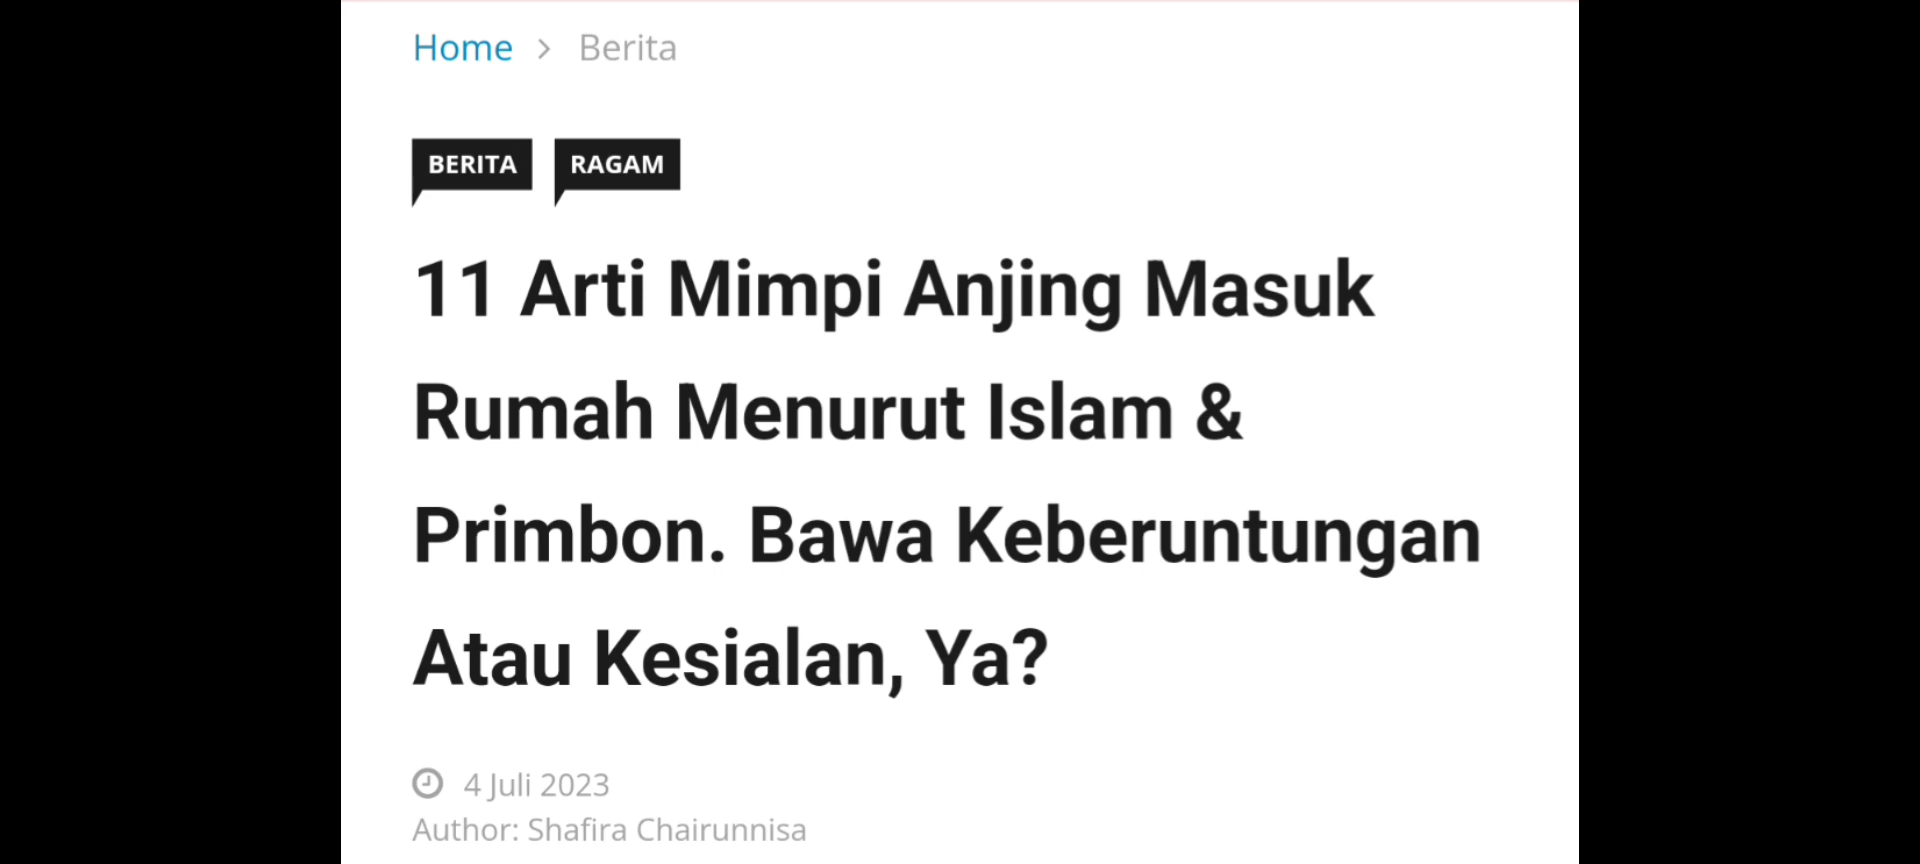 Home > Berita
BERITA RAGAM
11 Arti Mimpi Anjing Masuk
Rumah Menurut Islam &
Primbon. Bawa Keberuntungan
Atau Kesialan, Ya?
4 Juli 2023
Author: Shafira Chairunnisa